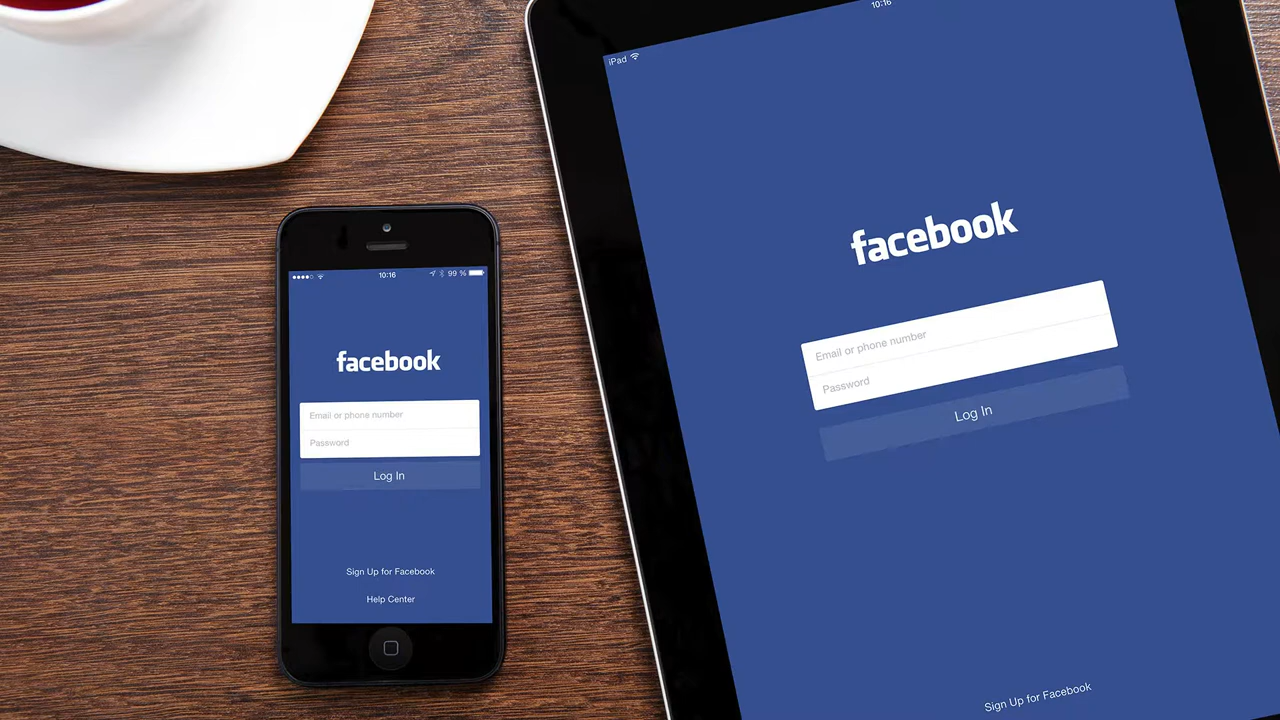 10:16
99 %
facebook
Email or phone number
Password
Log In
Sign Up for Facebook
Help Center
iPad
10:16
facebook
Email or phone number
Password
Log In
Sign Up for Facebook